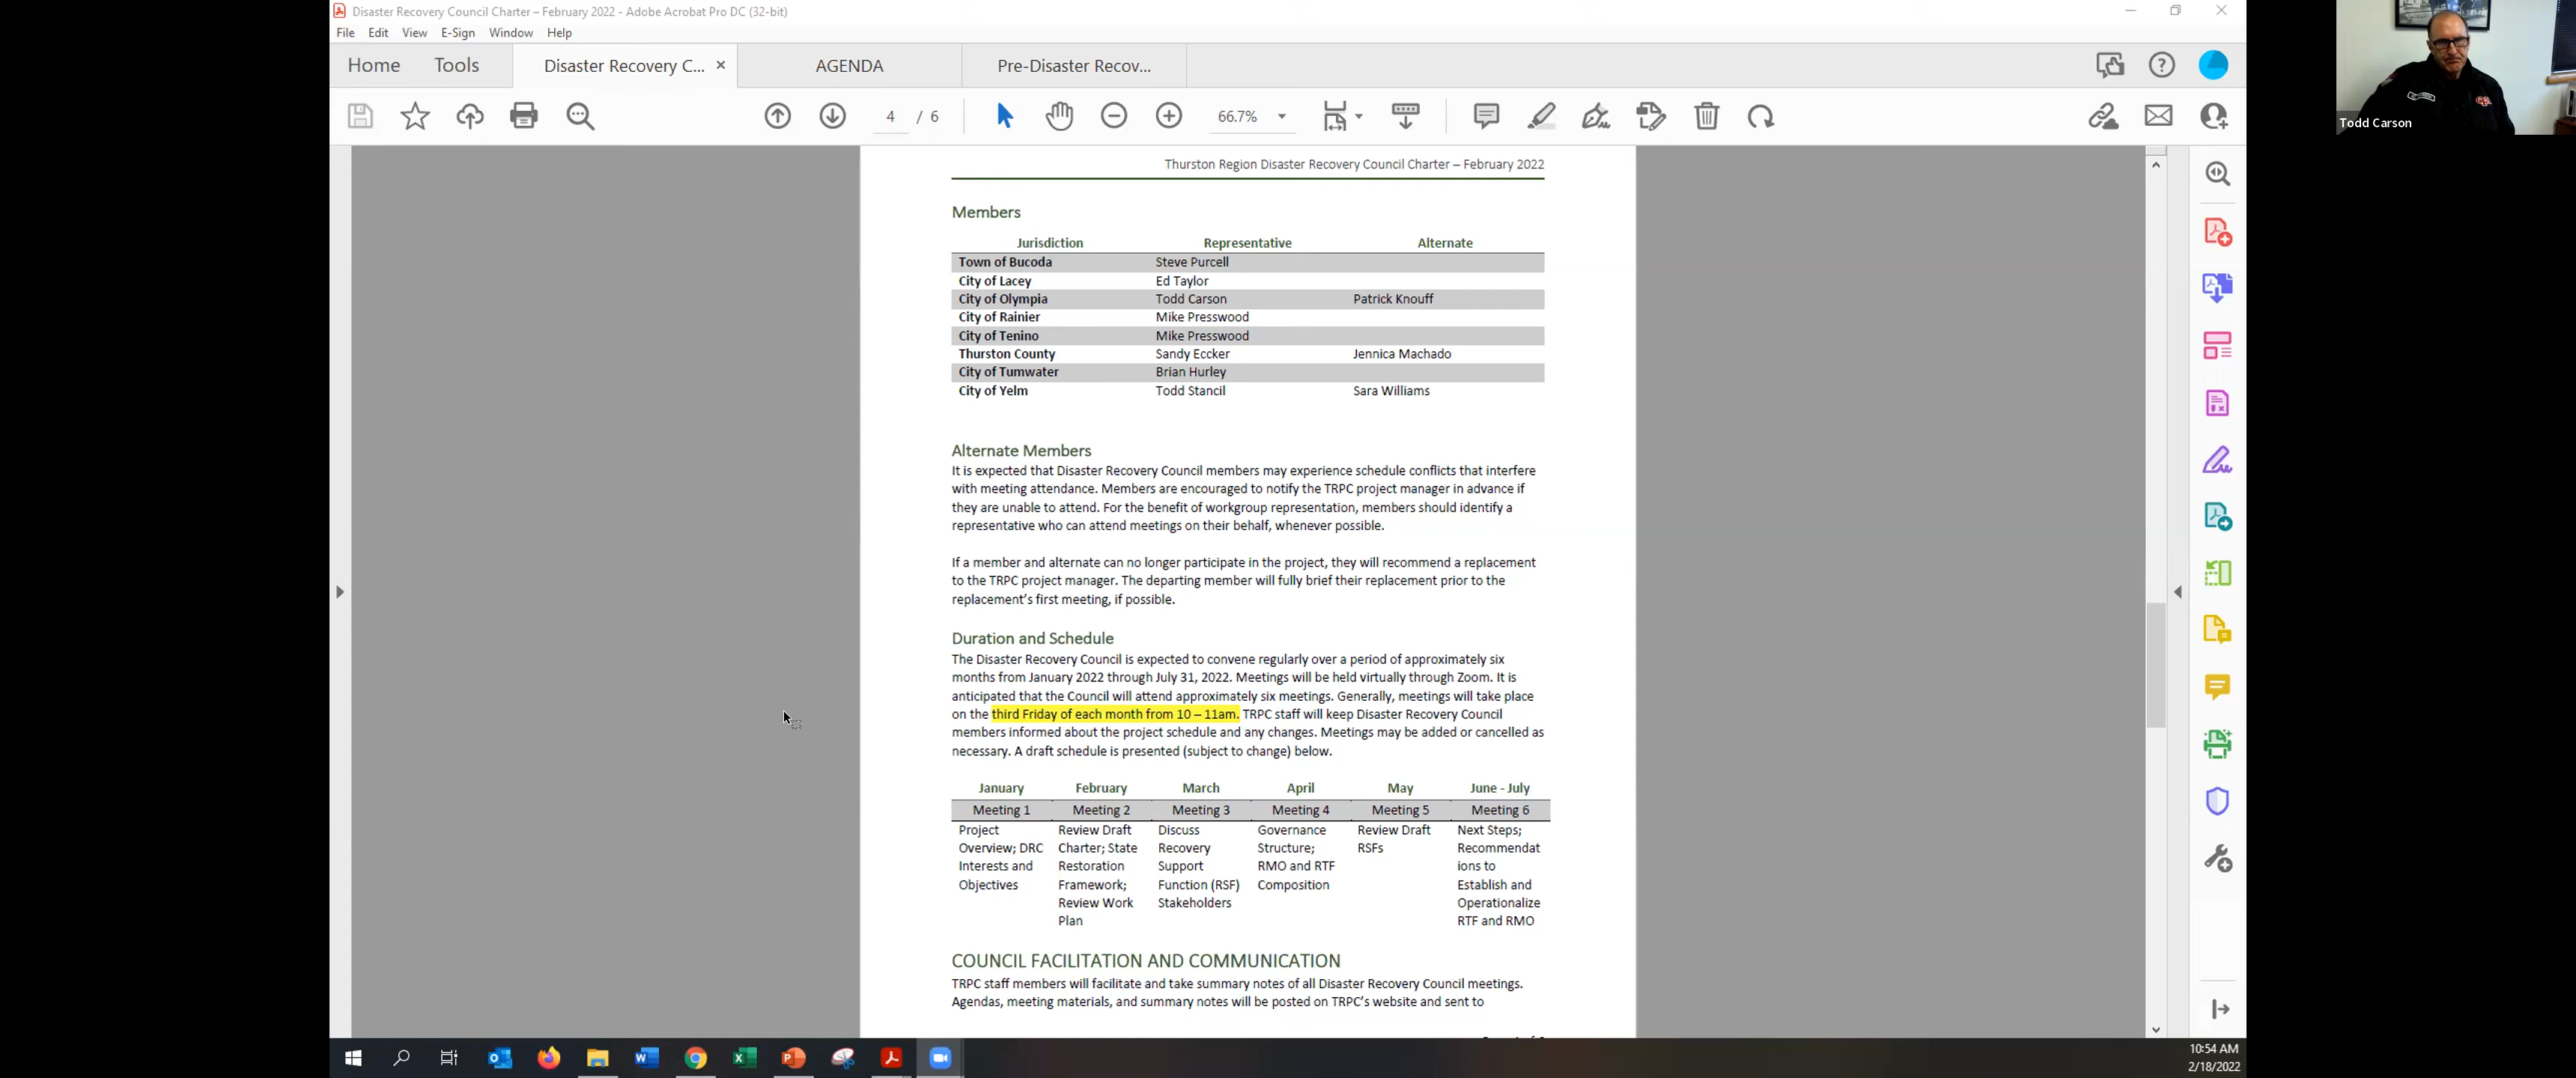 Disaster Recovery Council Charter – February 2022 - Adobe Acrobat Pro DC (32-bit)
File Edit View E-Sign Window Help
Home Tools Disaster Recovery C... × AGENDA Pre-Disaster Recov...
4 / 6 66.7%
Todd Carson
Thurston Region Disaster Recovery Council Charter – February 2022
Members
Jurisdiction Representative Alternate
Town of Bucoda Steve Purcell
City of Lacey Ed Taylor
City of Olympia Todd Carson Patrick Knouff
City of Rainier Mike Presswood
City of Tenino Mike Presswood
Thurston County Sandy Eccker Jennica Machado
City of Tumwater Brian Hurley
City of Yelm Todd Stancil Sara Williams
Alternate Members
It is expected that Disaster Recovery Council members may experience schedule conflicts that interfere
with meeting attendance. Members are encouraged to notify the TRPC project manager in advance if
they are unable to attend. For the benefit of workgroup representation, members should identify a
representative who can attend meetings on their behalf, whenever possible.
If a member and alternate can no longer participate in the project, they will recommend a replacement
to the TRPC project manager. The departing member will fully brief their replacement prior to the
replacement's first meeting, if possible.
Duration and Schedule
The Disaster Recovery Council is expected to convene regularly over a period of approximately six
months from January 2022 through July 31, 2022. Meetings will be held virtually through Zoom. It is
anticipated that the Council will attend approximately six meetings. Generally, meetings will take place
on the third Friday of each month from 10 – 11am. TRPC staff will keep Disaster Recovery Council
members informed about the project schedule and any changes. Meetings may be added or cancelled as
necessary. A draft schedule is presented (subject to change) below.
January February March April May June - July
Meeting 1 Meeting 2 Meeting 3 Meeting 4 Meeting 5 Meeting 6
Project Review Draft Discuss Governance Review Draft Next Steps;
Overview; DRC Charter; State Recovery Structure; RSFs Recommendat
Interests and Restoration Support RMO and RTF ions to
Objectives Framework; Function (RSF) Composition Establish and
Review Work Stakeholders Operationalize
Plan RTF and RMO
COUNCIL FACILITATION AND COMMUNICATION
TRPC staff members will facilitate and take summary notes of all Disaster Recovery Council meetings.
Agendas, meeting materials, and summary notes will be posted on TRPC's website and sent to
10:54 AM
2/18/2022